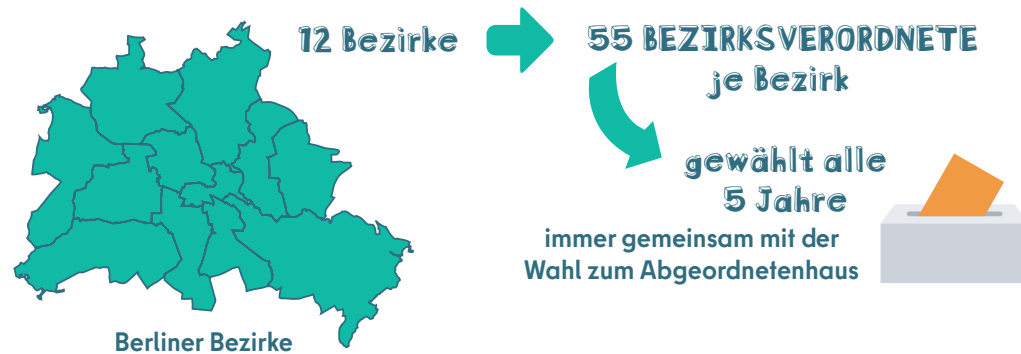 12 Bezirke
55 BEZIRKSVERORDNETE
je Bezirk
gewählt alle
5 Jahre
immer gemeinsam mit der
Wahl zum Abgeordnetenhaus
Berliner Bezirke